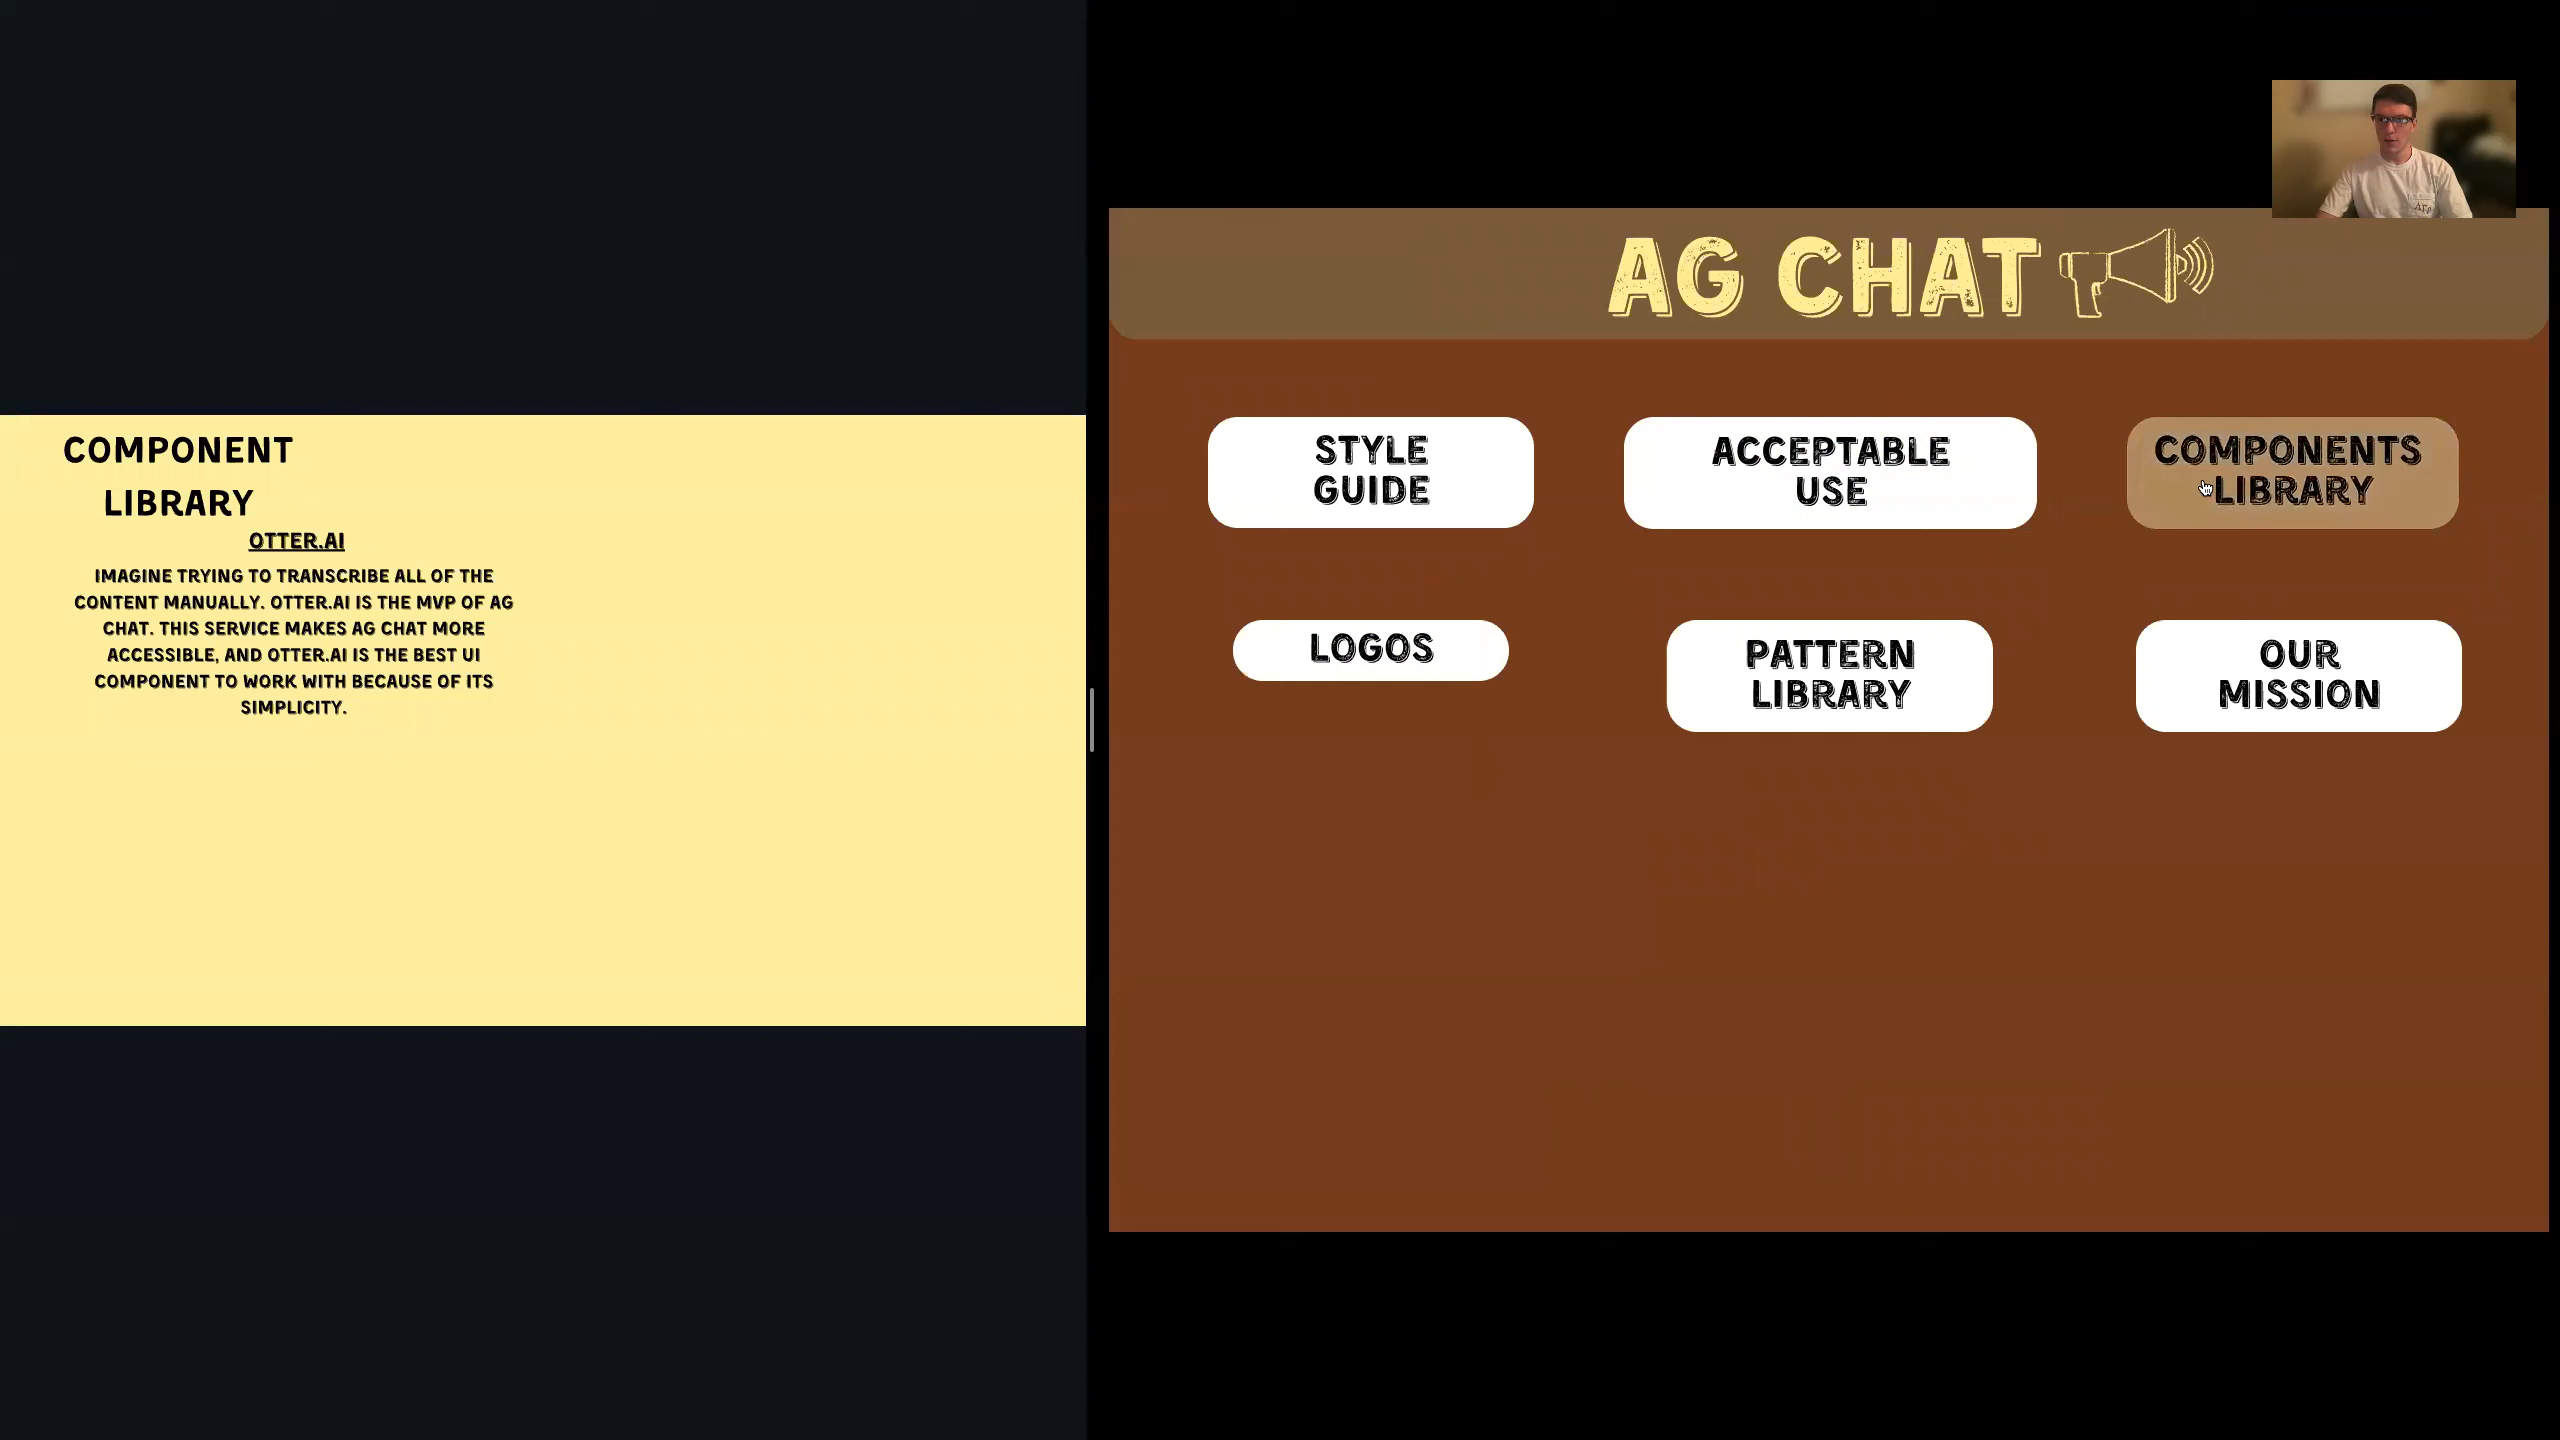 COMPONENT
LIBRARY
OTTER.AI
IMAGINE TRYING TO TRANSCRIBE ALL OF THE
CONTENT MANUALLY. OTTER.AI IS THE MVP OF AG
CHAT. THIS SERVICE MAKES AG CHAT MORE
ACCESSIBLE, AND OTTER.AI IS THE BEST UI
COMPONENT TO WORK WITH BECAUSE OF ITS
SIMPLICITY.
AG CHAT
STYLE
GUIDE
ACCEPTABLE
USE
COMPONENTS
LIBRARY
LOGOS
PATTERN
LIBRARY
OUR
MISSION